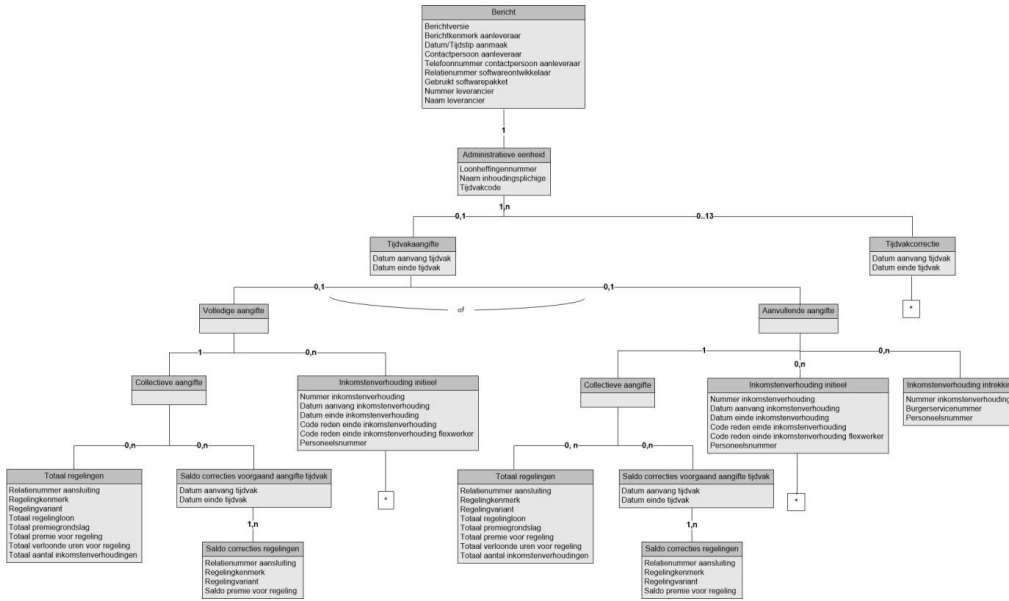 Bericht
Berichtversie
Berichtkenmerk aanleveraar
Datum/Tijdstip aanmaak
Contactpersoon aanleveraar
Telefoonnummer contactpersoon aanleveraar
Relatienummer softwareontwikkelaar
Gebruikt softwarepakket
Nummer leverancier
Naam leverancier
1
Administratieve eenheid
Loonheffingennummer
Naam inhoudingsplichige
Tijdvakcode
1,n
0,1
0..13
Tijdvakaangifte
Datum aanvang tijdvak
Datum einde tijdvak
Tijdvakcorrectie
Datum aanvang tijdvak
Datum einde tijdvak
*
0,1
of
0,1
Volledige aangifte
Aanvullende aangifte
1
0,n
Collectieve aangifte
Inkomstenverhouding initieel
Nummer inkomstenverhouding
Datum aanvang inkomstenverhouding
Datum einde inkomstenverhouding
Code reden einde inkomstenverhouding
Code reden einde inkomstenverhouding flexwerker
Personeelsnummer
*
0,n
0,n
Totaal regelingen
Relatienummer aansluiting
Regelingkenmerk
Regelingvariant
Totaal regelingloon
Totaal premiegrondslag
Totaal premie voor regeling
Totaal verloonde uren voor regeling
Totaal aantal inkomstenverhoudingen
Saldo correcties voorgaand aangifte tijdvak
Datum aanvang tijdvak
Datum einde tijdvak
1,n
Saldo correcties regelingen
Relatienummer aansluiting
Regelingkenmerk
Regelingvariant
Saldo premie voor regeling
1
0,n
0,n
Collectieve aangifte
Inkomstenverhouding initieel
Nummer inkomstenverhouding
Datum aanvang inkomstenverhouding
Datum einde inkomstenverhouding
Code reden einde inkomstenverhouding
Code reden einde inkomstenverhouding flexwerker
Personeelsnummer
*
Inkomstenverhouding intrekkin
Nummer inkomstenverhouding
Burgerservicenummer
Personeelsnummer
0, n
0,n
Totaal regelingen
Relatienummer aansluiting
Regelingkenmerk
Regelingvariant
Totaal regelingloon
Totaal premiegrondslag
Totaal premie voor regeling
Totaal verloonde uren voor regeling
Totaal aantal inkomstenverhoudingen
Saldo correcties voorgaand aangifte tijdvak
Datum aanvang tijdvak
Datum einde tijdvak
1,n
Saldo correcties regelingen
Relatienummer aansluiting
Regelingkenmerk
Regelingvariant
Saldo premie voor regeling